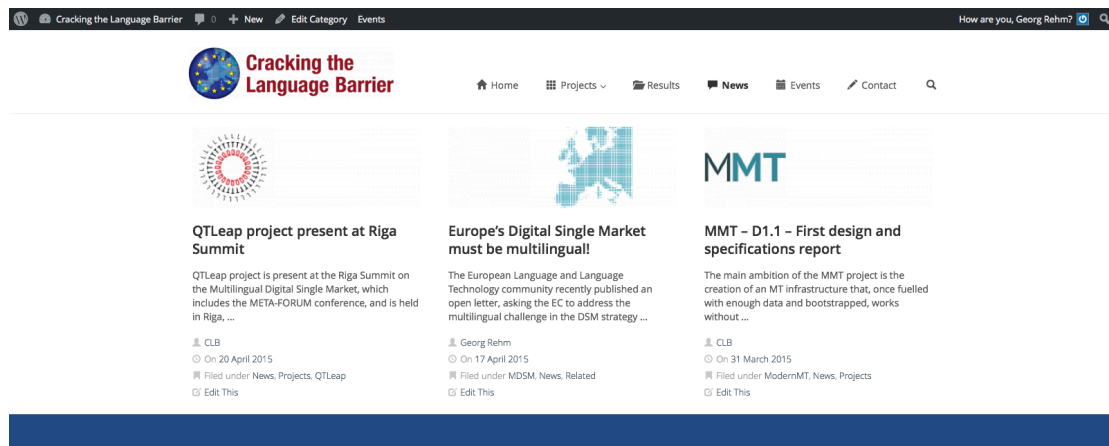 Cracking the Language Barrier 0 New Edit Category Events How are you, Georg Rehm?
Cracking the
Language Barrier
Home Projects Results News Events Contact
MMT
QTLeap project present at Riga
Summit
QTLeap project is present at the Riga Summit on
the Multilingual Digital Single Market, which
includes the META-FORUM conference, and is held
in Riga, ...
CLB
On 20 April 2015
Filed under News, Projects, QTLeap
Edit This
Europe's Digital Single Market
must be multilingual!
The European Language and Language
Technology community recently published an
open letter, asking the EC to address the
multilingual challenge in the DSM strategy ...
Georg Rehm
On 17 April 2015
Filed under MDSM, News, Related
Edit This
MMT – D1.1 – First design and
specifications report
The main ambition of the MMT project is the
creation of an MT infrastructure that, once fuelled
with enough data and bootstrapped, works
without ...
CLB
On 31 March 2015
Filed under ModernMT, News, Projects
Edit This